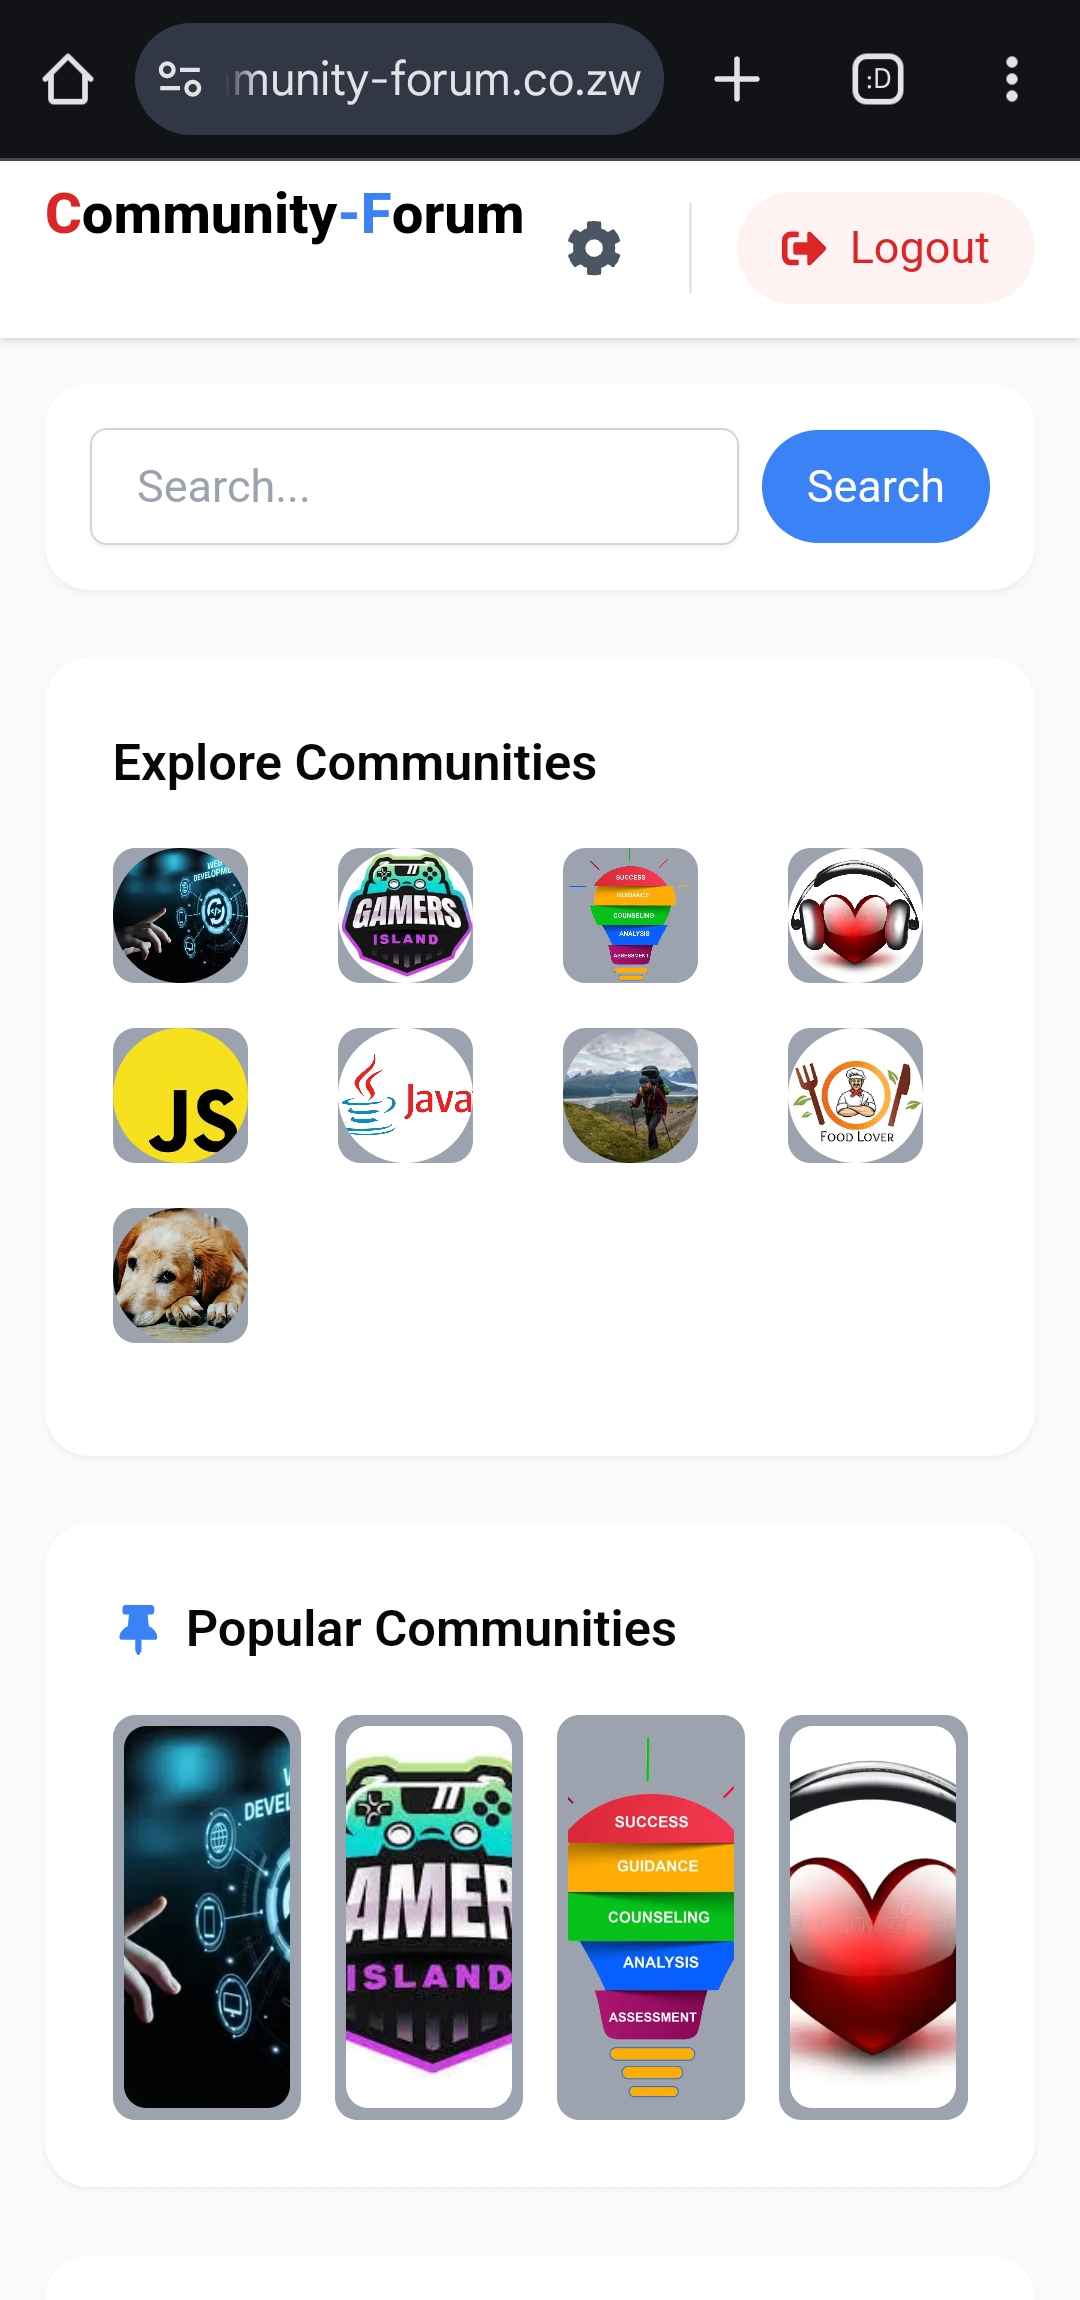 munity-forum.co.zw
:D
Community-Forum
Logout
Search...
Search
Explore Communities
WEB
DEVELOPME
GAMERS
ISLAND
SUCCESS
GUIDANCE
COUNSELING
ANALYSIS
ASSESSMENT
JS
Java
FOOD LOVER
Popular Communities
DEVEL
AMER
ISLAND
SUCCESS
GUIDANCE
COUNSELING
ANALYSIS
ASSESSMENT